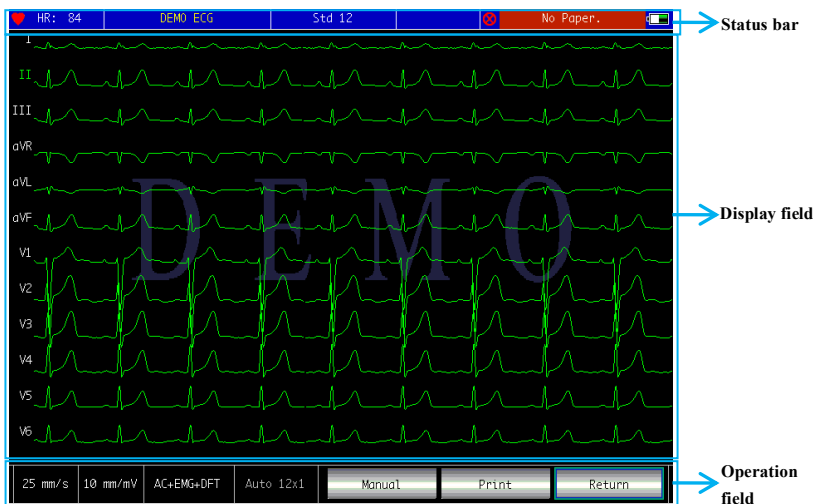 HR: 84 DEMO ECG Std 12 No Paper.
Status bar
I
II
III
aVR
aVL
aVF
V1
V2
V3
V4
V5
V6
DEMO
Display field
25 mm/s 10 mm/mV AC+EMG+DFT Auto 12x1 Manual Print Return
Operation
field